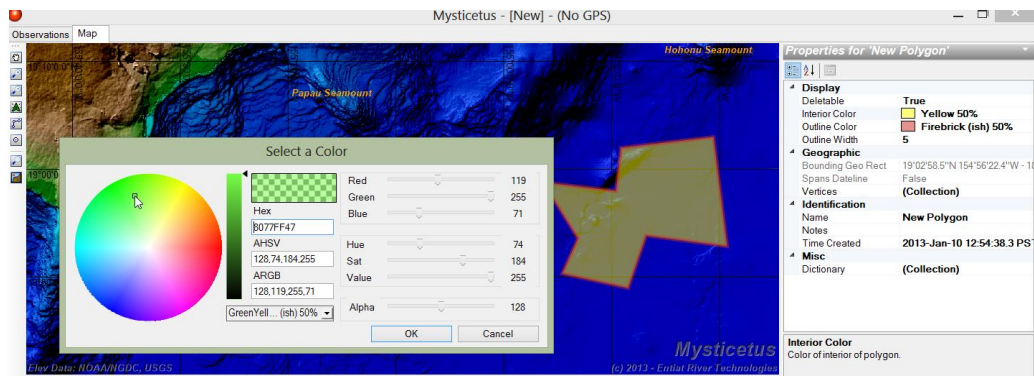 Mysticetus - [New] - (No GPS)
Observations Map
Hohonu Seamount
Papau Seamount
Select a Color
Hex
8077FF47
AHSV
128,74,184,255
ARGB
128,119,255,71
GreenYell... (ish) 50%
Red 119
Green 255
Blue 71
Hue 74
Sat 184
Value 255
Alpha 128
OK Cancel
Elev Data: NOAA/NGDC, USGS
Mysticetus
(c) 2013 - Entiat River Technologies
Properties for 'New Polygon'
Display
Deletable True
Interior Color Yellow 50%
Outline Color Firebrick (ish) 50%
Outline Width 5
Geographic
Bounding Geo Rect 19°02'58.5"N 154°56'22.4"W - 18
Spans Dateline False
Vertices (Collection)
Identification
Name New Polygon
Notes
Time Created 2013-Jan-10 12:54:38.3 PST
Misc
Dictionary (Collection)
Interior Color
Color of interior of polygon.